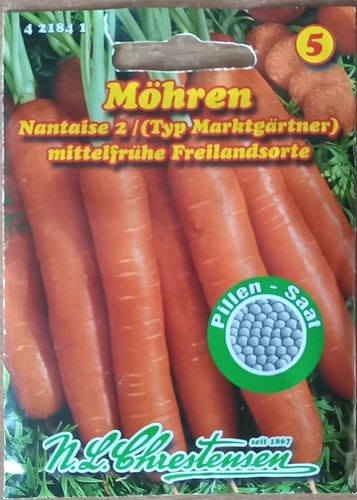 4 2184 1
5
Möhren
Nantaise 2 / (Typ Marktgärtner)
mittelfrühe Freilandsorte
Pillen - Saat
N.L. Chrestensen
seit 1867